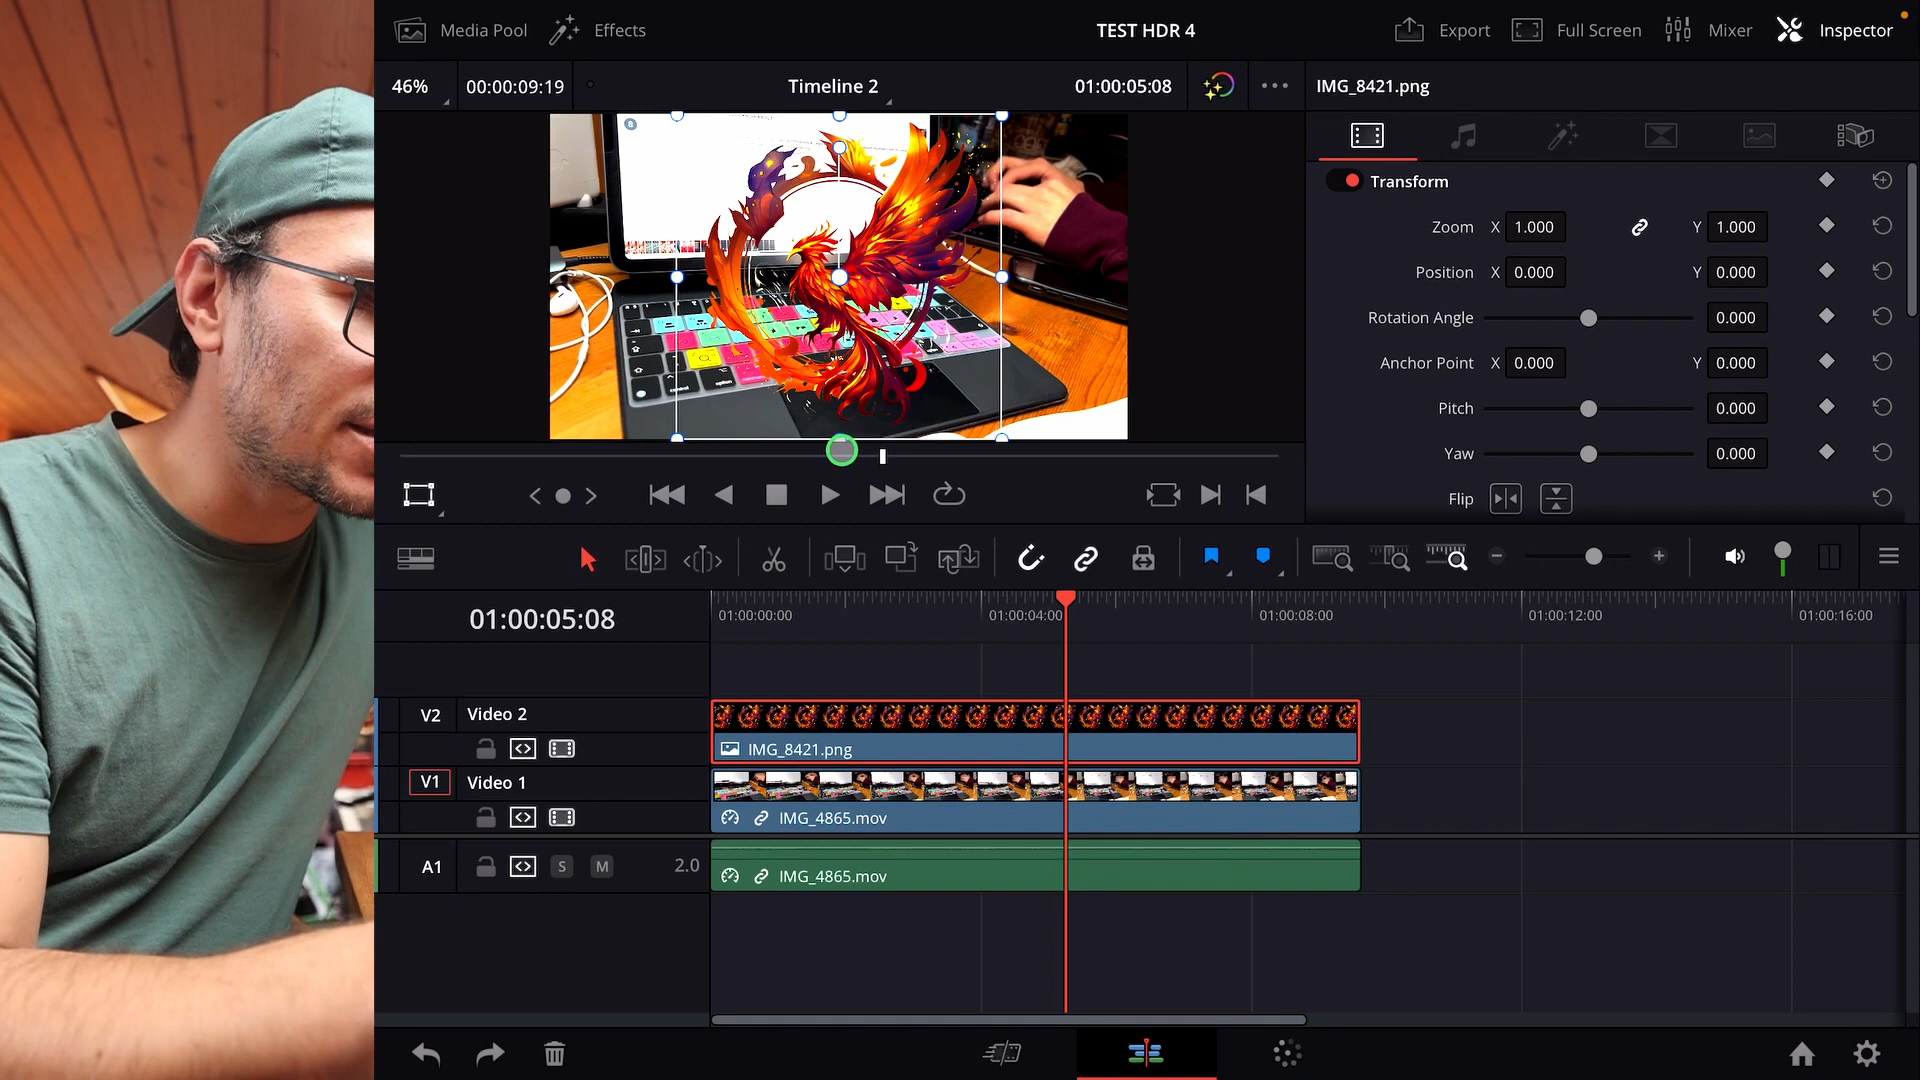 Media Pool
Effects
TEST HDR 4
Export
Full Screen
Mixer
Inspector
46%
00:00:09:19
Timeline 2
01:00:05:08
IMG_8421.png
Transform
Zoom X 1.000 Y 1.000
Position X 0.000 Y 0.000
Rotation Angle 0.000
Anchor Point X 0.000 Y 0.000
Pitch 0.000
Yaw 0.000
Flip
control
option
01:00:05:08
01:00:00:00
01:00:04:00
01:00:08:00
01:00:12:00
01:00:16:00
V2 Video 2
IMG_8421.png
V1 Video 1
IMG_4865.mov
A1 S M 2.0
IMG_4865.mov